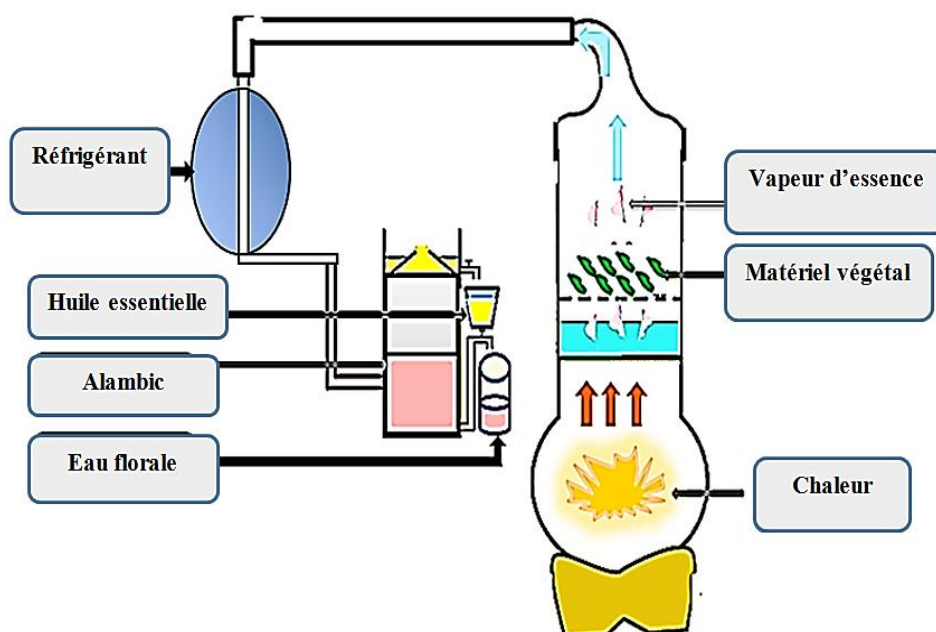 Réfrigérant
Vapeur d’essence
Matériel végétal
Huile essentielle
Alambic
Eau florale
Chaleur